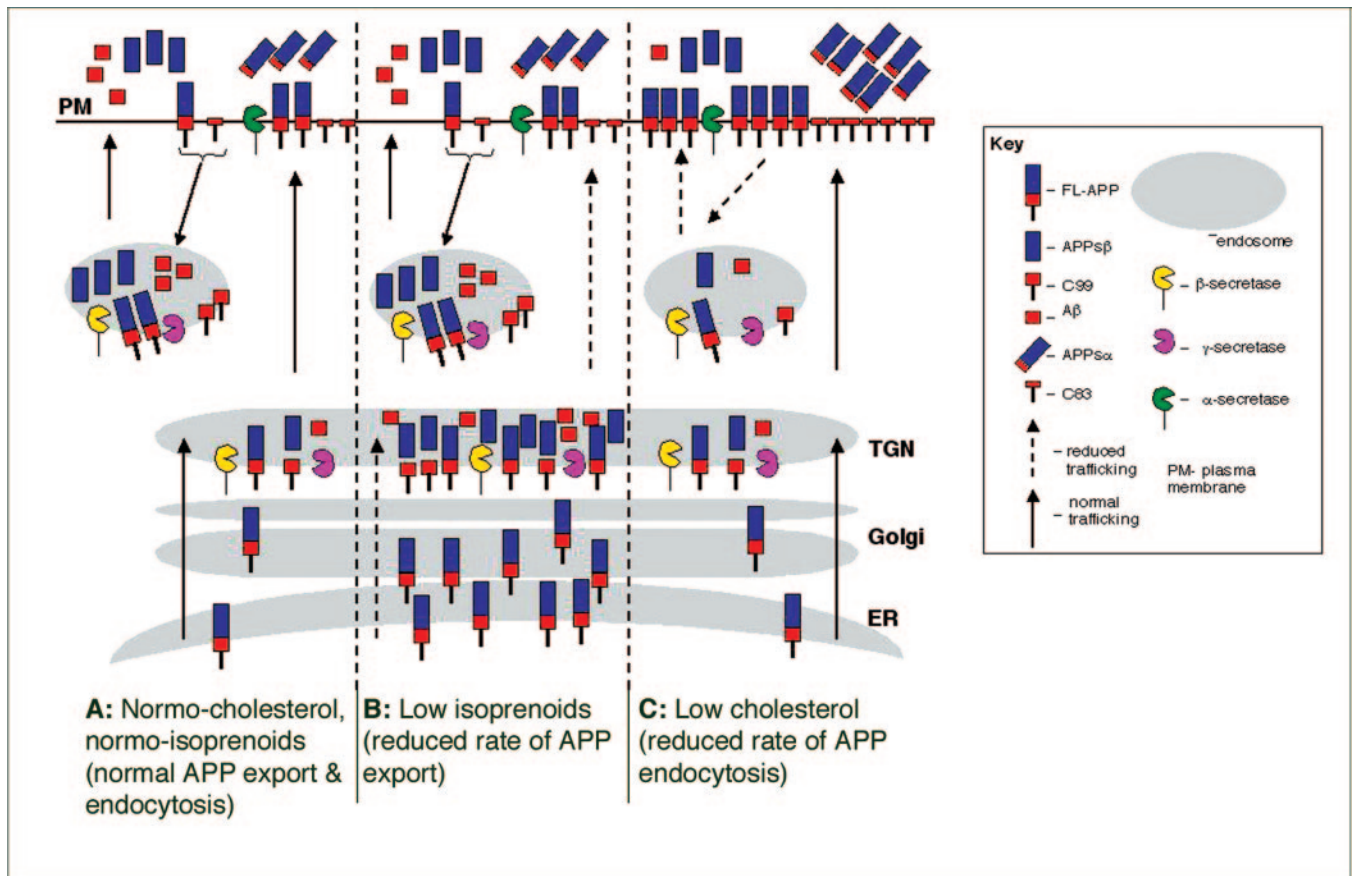 PM
TGN
Golgi
ER
A: Normo-cholesterol,
normo-isoprenoids
(normal APP export &
endocytosis)
B: Low isoprenoids
(reduced rate of APP
export)
C: Low cholesterol
(reduced rate of APP
endocytosis)
Key
– FL-APP
– APPsβ
– C99
– Aβ
– APPsα
– C83
– reduced
trafficking
– normal
trafficking
– endosome
– β-secretase
– γ-secretase
– α-secretase
PM- plasma
membrane